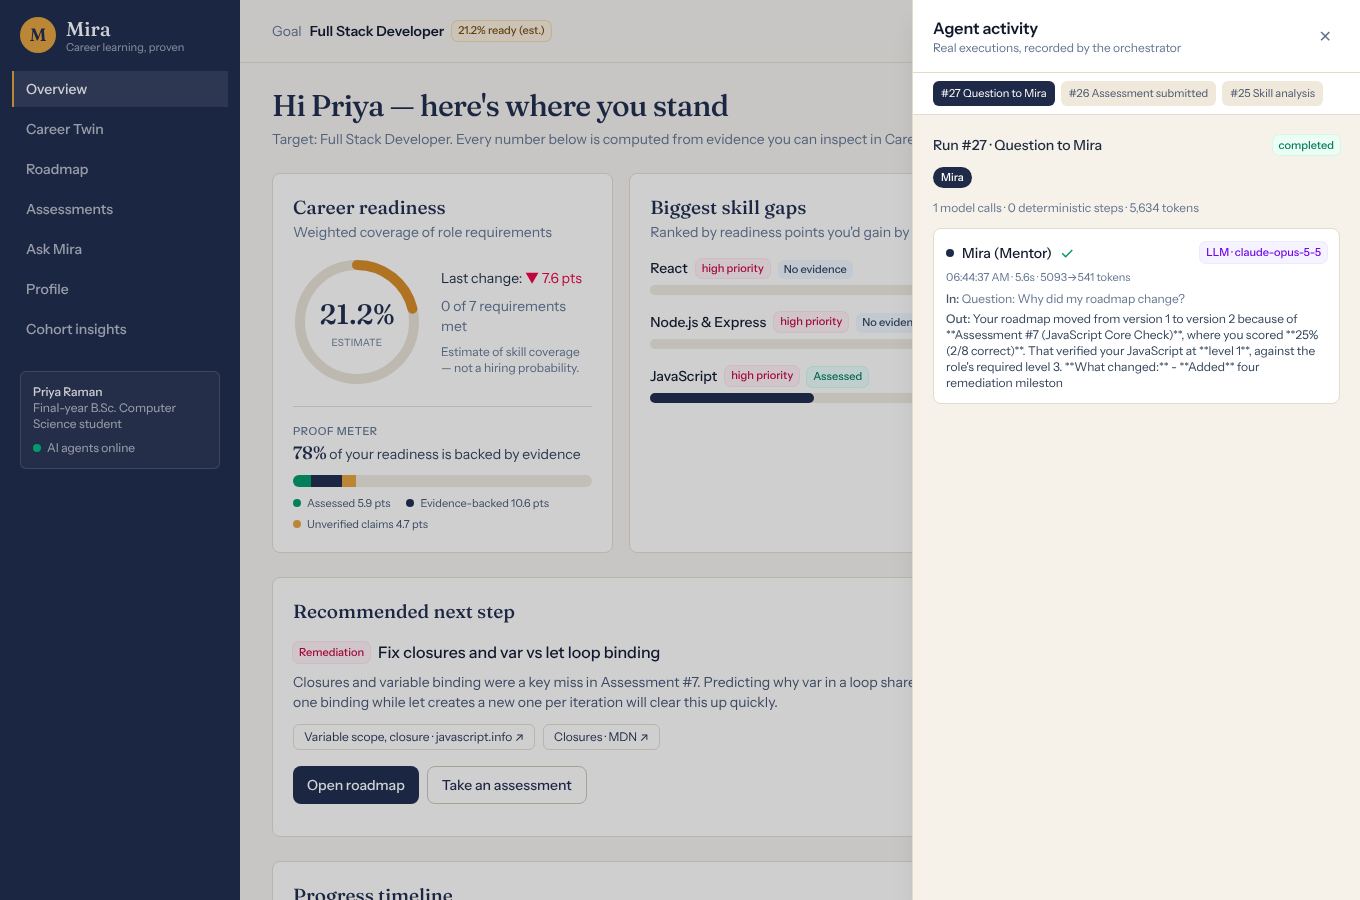 M
Mira
Career learning, proven
Overview
Career Twin
Roadmap
Assessments
Ask Mira
Profile
Cohort insights
Priya Raman
Final-year B.Sc. Computer
Science student
AI agents online
Goal Full Stack Developer 21.2% ready (est.)
Hi Priya — here's where you stand
Target: Full Stack Developer. Every number below is computed from evidence you can inspect in
Career readiness
Weighted coverage of role requirements
21.2%
ESTIMATE
Last change: ▼ 7.6 pts
0 of 7 requirements
met
Estimate of skill coverage
— not a hiring probability.
PROOF METER
78% of your readiness is backed by evidence
Assessed 5.9 pts Evidence-backed 10.6 pts
Unverified claims 4.7 pts
Biggest skill gaps
Ranked by readiness points you'd gain by
React high priority No evidence
Node.js & Express high priority No
JavaScript high priority Assessed
Recommended next step
Remediation Fix closures and var vs let loop binding
Closures and variable binding were a key miss in Assessment #7. Predicting why var in a loop
one binding while let creates a new one per iteration will clear this up quickly.
Variable scope, closure · javascript.info ↗ Closures · MDN ↗
Open roadmap Take an assessment
Progress timeline
Agent activity
Real executions, recorded by the orchestrator
✕
#27 Question to Mira #26 Assessment submitted #25 Skill analysis
Run #27 · Question to Mira completed
Mira
1 model calls · 0 deterministic steps · 5,634 tokens
Mira (Mentor) ✓ LLM · claude-opus-5-5
06:44:37 AM · 5.6s · 5093→541 tokens
In: Question: Why did my roadmap change?
Out: Your roadmap moved from version 1 to version 2 because of
**Assessment #7 (JavaScript Core Check)**, where you scored **25%
(2/8 correct)**. That verified your JavaScript at **level 1**, against the
role's required level 3. **What changed:** - **Added** four
remediation mileston